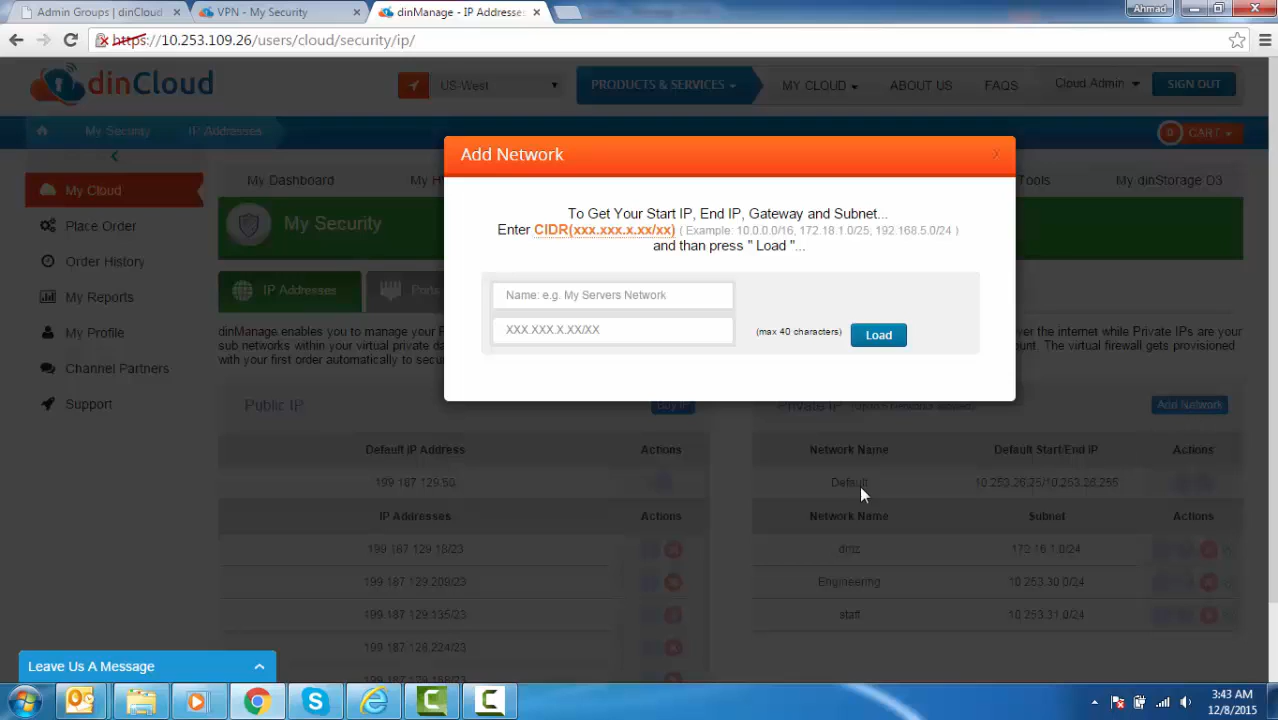 Admin Groups | dinCloud
VPN - My Security
dinManage - IP Addresses
Ahmad
https://10.253.109.26/users/cloud/security/ip/
dinCloud
US-West
PRODUCTS & SERVICES
MY CLOUD
ABOUT US
FAQS
Cloud Admin
SIGN OUT
My Security
IP Addresses
0 CART
Add Network
x
My Cloud
My Dashboard
My
Tools
My dinStorage D3
Place Order
My Security
To Get Your Start IP, End IP, Gateway and Subnet...
Enter CIDR(xxx.xxx.x.xx/xx) ( Example: 10.0.0.0/16, 172.18.1.0/25, 192.168.5.0/24 )
and than press " Load "...
Order History
My Reports
IP Addresses
Ports
Name: e.g. My Servers Network
XXX.XXX.X.XX/XX
(max 40 characters)
Load
My Profile
dinManage enables you to manage your
over the internet while Private IPs are your
sub networks within your virtual private
The virtual firewall gets provisioned
with your first order automatically to
Channel Partners
Support
Public IP
Buy IP
Private IP
Add Network
Default IP Address
Actions
Network Name
Default Start/End IP
Actions
199.187.129.50
Default
10.253.26.25/10.253.26.255
IP Addresses
Actions
Network Name
Subnet
Actions
199.187.129.18/23
dmz
172.16.1.0/24
199.187.129.209/23
Engineering
10.253.30.0/24
199.187.129.135/23
staff
10.253.31.0/24
199.187.128.224/23
Leave Us A Message
3:43 AM
12/8/2015